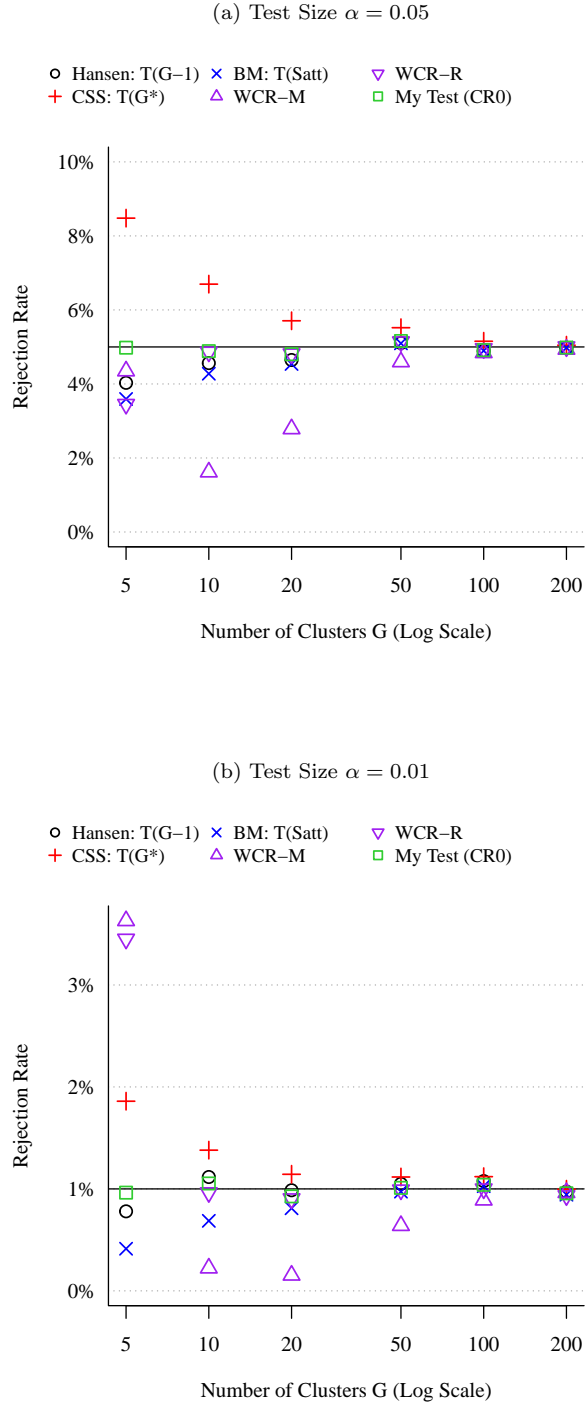 (a) Test Size α = 0.05
Hansen: T(G−1) BM: T(Satt) WCR−R
CSS: T(G*) WCR−M My Test (CR0)
10%
8%
6%
4%
2%
0%
Rejection Rate
5 10 20 50 100 200
Number of Clusters G (Log Scale)
(b) Test Size α = 0.01
Hansen: T(G−1) BM: T(Satt) WCR−R
CSS: T(G*) WCR−M My Test (CR0)
3%
2%
1%
0%
Rejection Rate
5 10 20 50 100 200
Number of Clusters G (Log Scale)